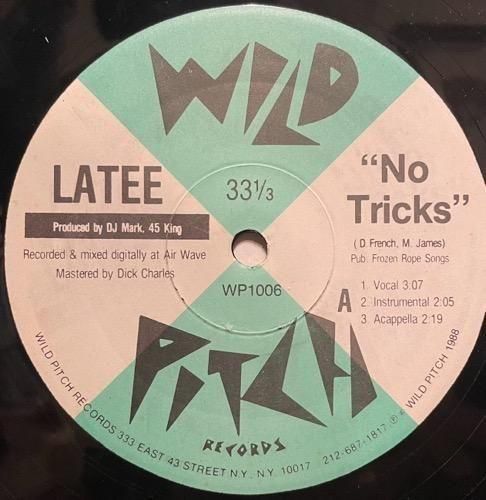 WILD
LATEE
Produced by DJ Mark, 45 King
Recorded & mixed digitally at Air Wave
Mastered by Dick Charles
33⅓
WP1006
"No
Tricks"
( D. French, M. James)
Pub: Frozen Rope Songs
A
1. Vocal 3:07
2. Instrumental 2:05
3. Acappella 2:19
PITCH
RECORDS
WILD PITCH RECORDS 333 EAST 43 STREET N.Y., N.Y. 10017 212-687-1817 ℗ © WILD PITCH 1988